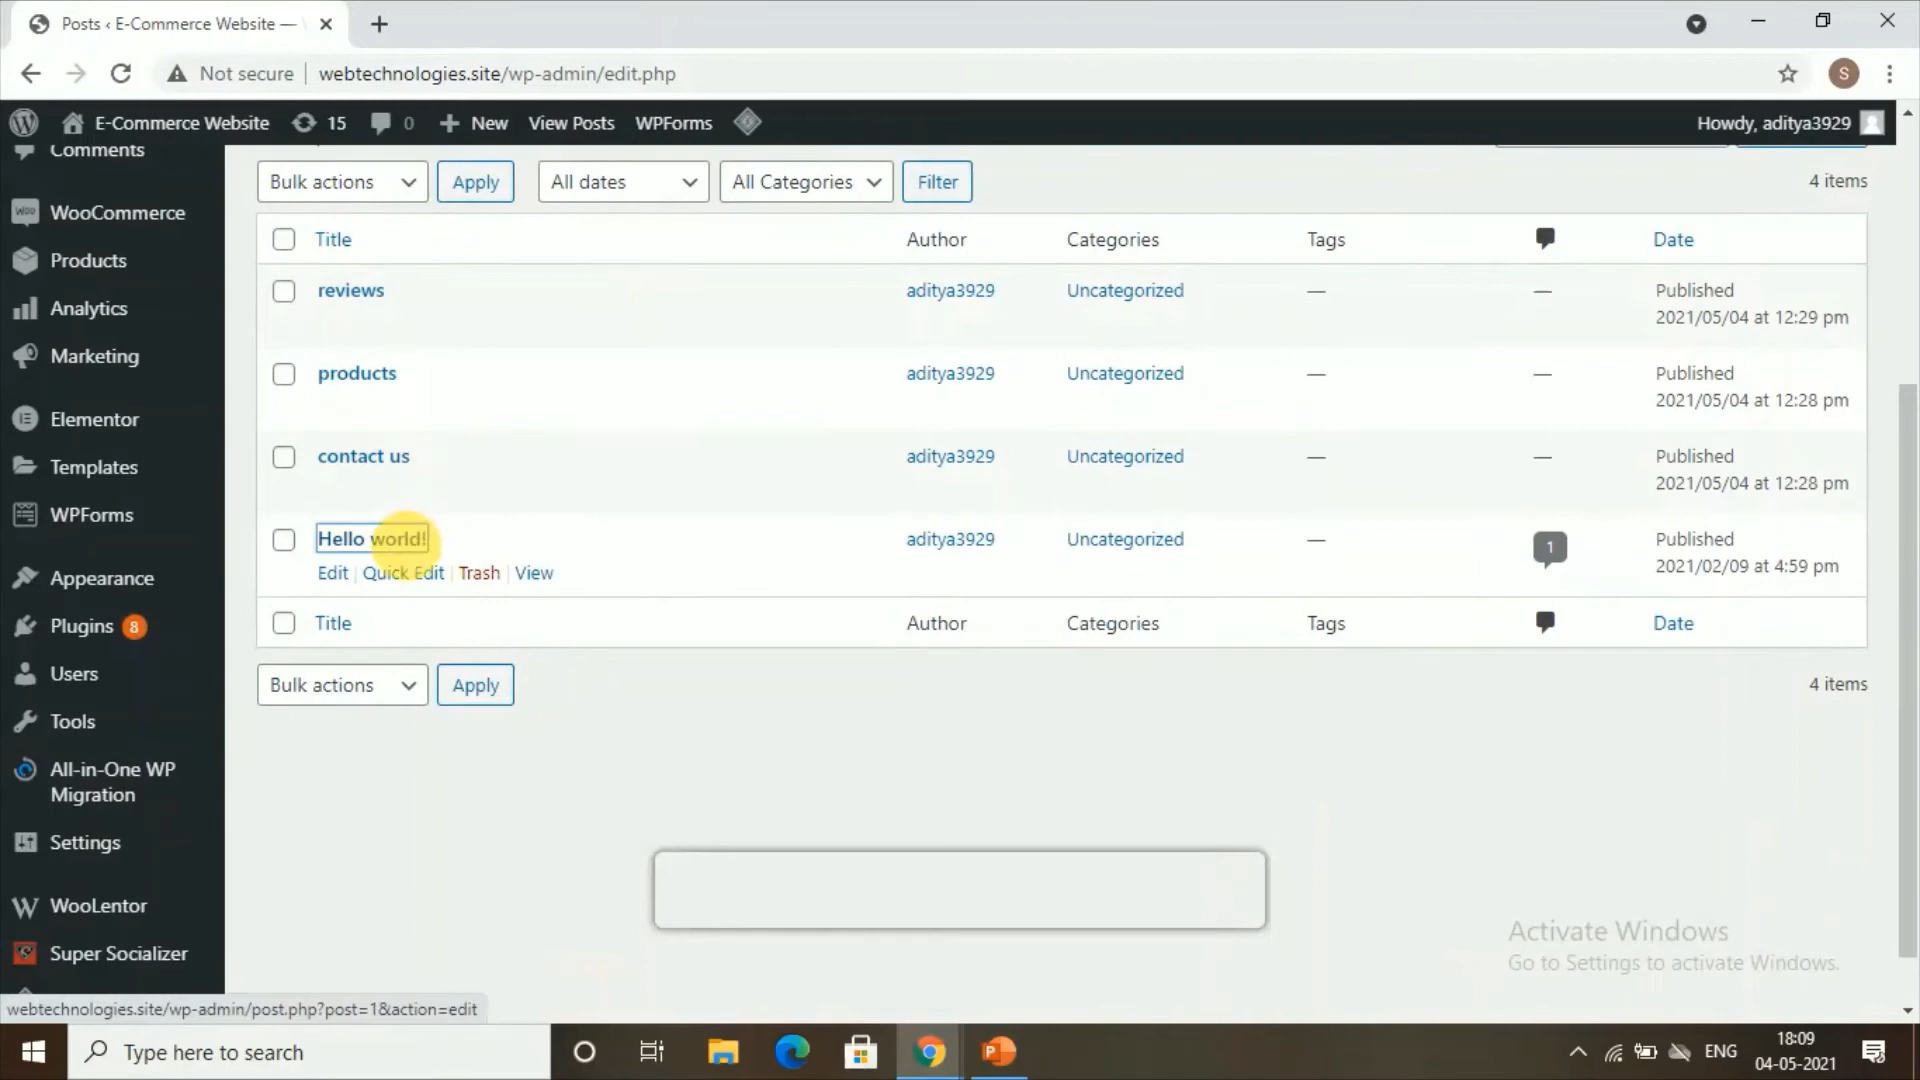 Posts ‹ E-Commerce Website —
Not secure webtechnologies.site/wp-admin/edit.php S
E-Commerce Website 15 0 New View Posts WPForms Howdy, aditya3929
Comments
WooCommerce
Products
Analytics
Marketing
Elementor
Templates
WPForms
Appearance
Plugins 8
Users
Tools
All-in-One WP
Migration
Settings
WooLentor
Super Socializer
Bulk actions Apply All dates All Categories Filter 4 items
Title Author Categories Tags Date
reviews aditya3929 Uncategorized — — Published
2021/05/04 at 12:29 pm
products aditya3929 Uncategorized — — Published
2021/05/04 at 12:28 pm
contact us aditya3929 Uncategorized — — Published
2021/05/04 at 12:28 pm
Hello world! aditya3929 Uncategorized — 1 Published
2021/02/09 at 4:59 pm
Edit | Quick Edit | Trash | View
Title Author Categories Tags Date
Bulk actions Apply 4 items
Activate Windows
Go to Settings to activate Windows.
webtechnologies.site/wp-admin/post.php?post=1&action=edit
Type here to search ENG 18:09
04-05-2021